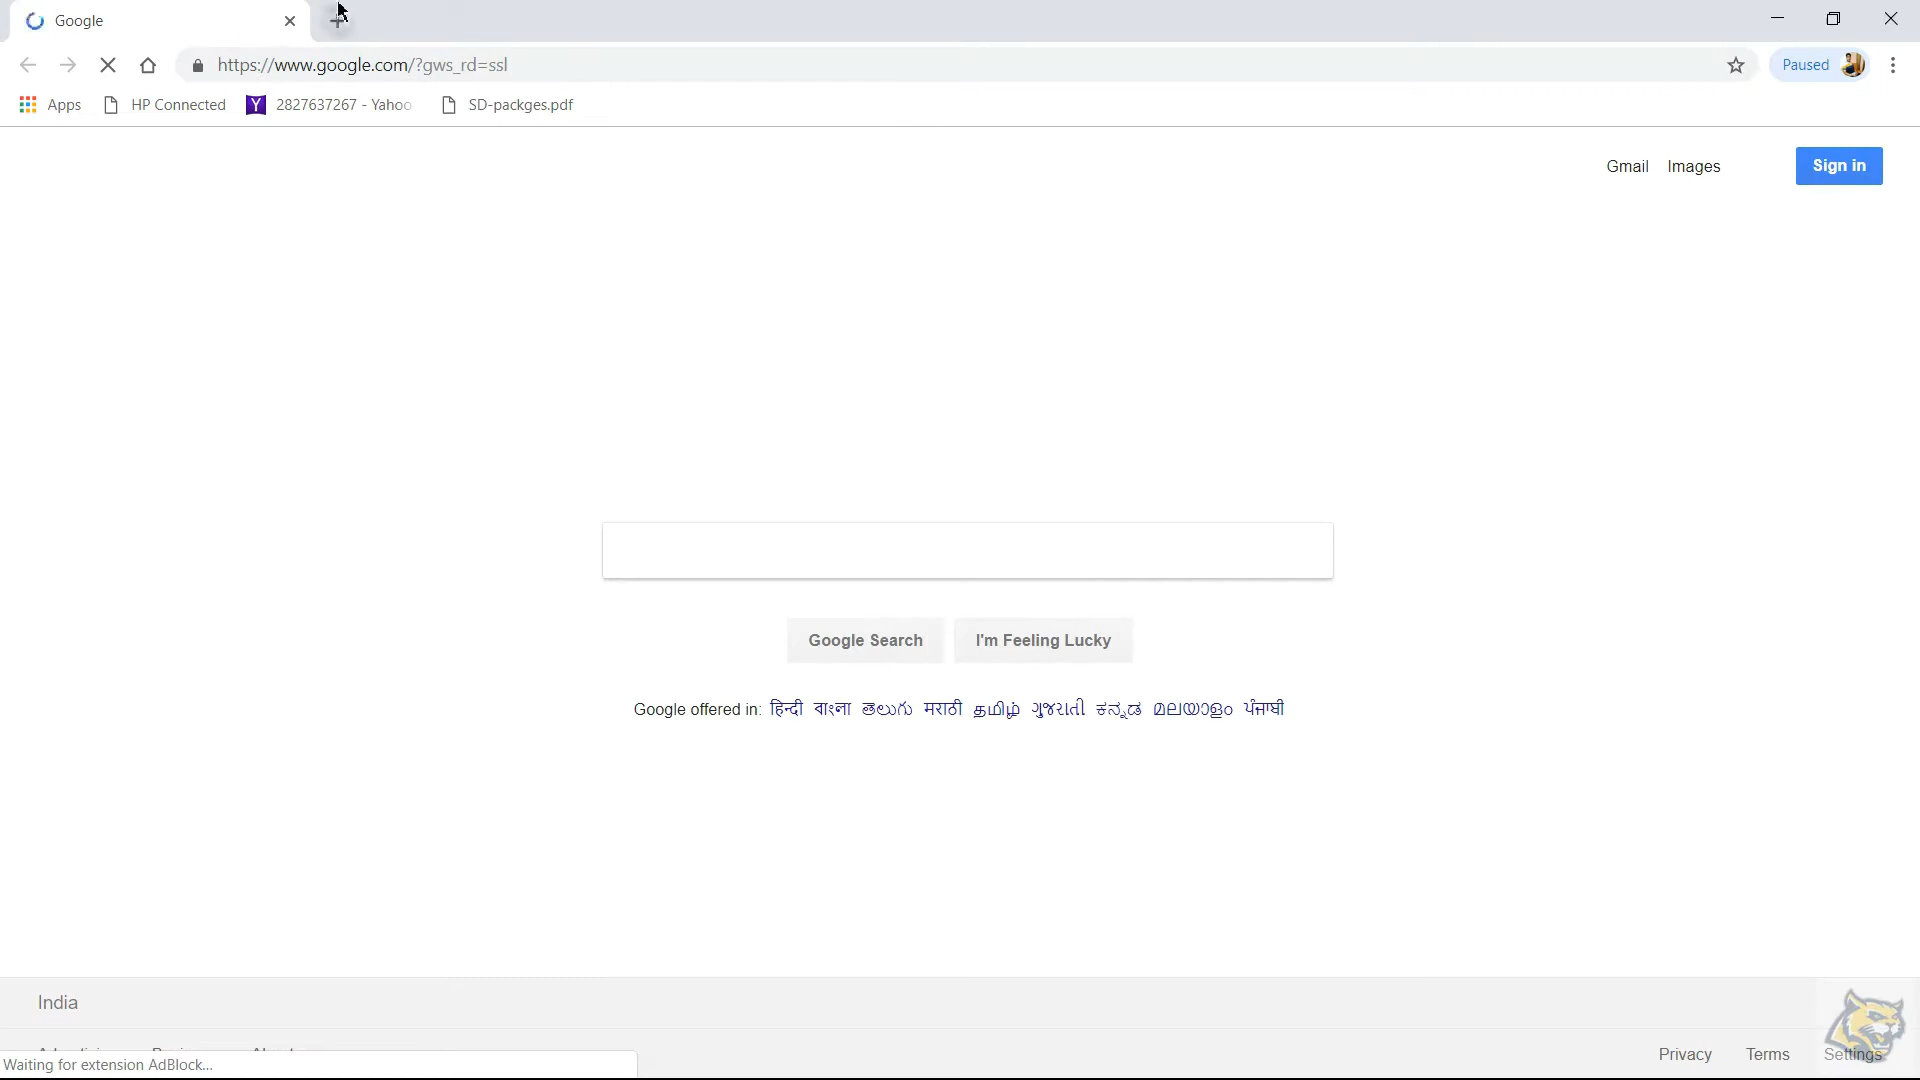 Google
https://www.google.com/?gws_rd=ssl
Paused
Apps
HP Connected
Y
2827637267 - Yahoo
SD-packges.pdf
Gmail Images
Sign in
Google Search
I'm Feeling Lucky
Google offered in: हिन्दी বাংলা తెలుగు मराठी தமிழ் ગુજરાતી ಕನ್ನಡ മലയാളം ਪੰਜਾਬੀ
India
Waiting for extension AdBlock...
Privacy Terms Settings